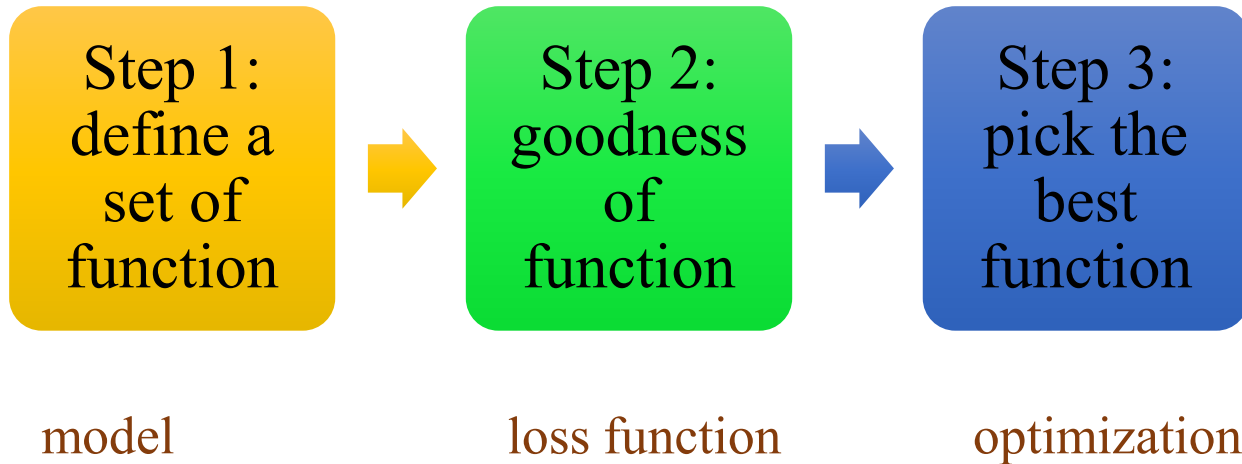 Step 1:
define a
set of
function
Step 2:
goodness
of
function
Step 3:
pick the
best
function
model
loss function
optimization